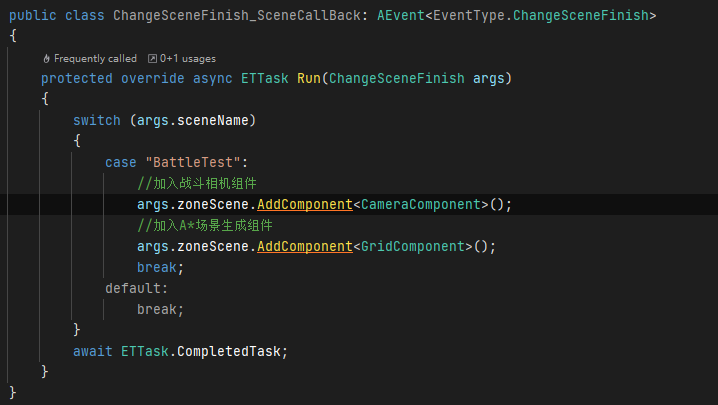 public class ChangeSceneFinish_SceneCallBack: AEvent<EventType.ChangeSceneFinish>
{
Frequently called 0+1 usages
protected override async ETTask Run(ChangeSceneFinish args)
{
switch (args.sceneName)
{
case "BattleTest":
//加入战斗相机组件
args.zoneScene.AddComponent<CameraComponent>();
//加入A*场景生成组件
args.zoneScene.AddComponent<GridComponent>();
break;
default:
break;
}
await ETTask.CompletedTask;
}
}